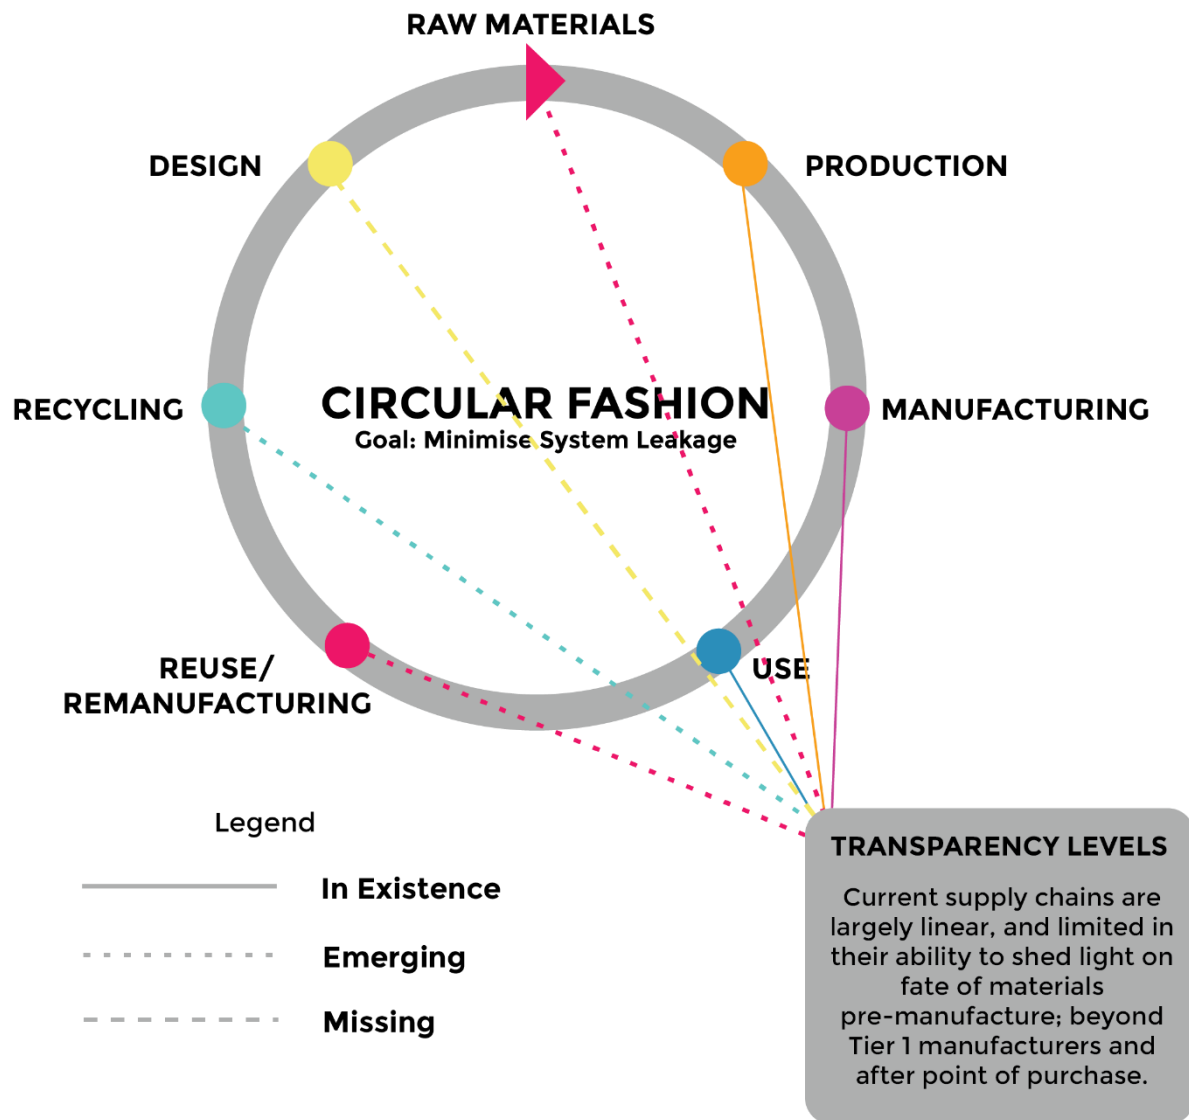 RAW MATERIALS
DESIGN
PRODUCTION
RECYCLING
CIRCULAR FASHION
Goal: Minimise System Leakage
MANUFACTURING
REUSE/
REMANUFACTURING
USE
Legend
In Existence
Emerging
Missing
TRANSPARENCY LEVELS
Current supply chains are
largely linear, and limited in
their ability to shed light on
fate of materials
pre-manufacture; beyond
Tier 1 manufacturers and
after point of purchase.